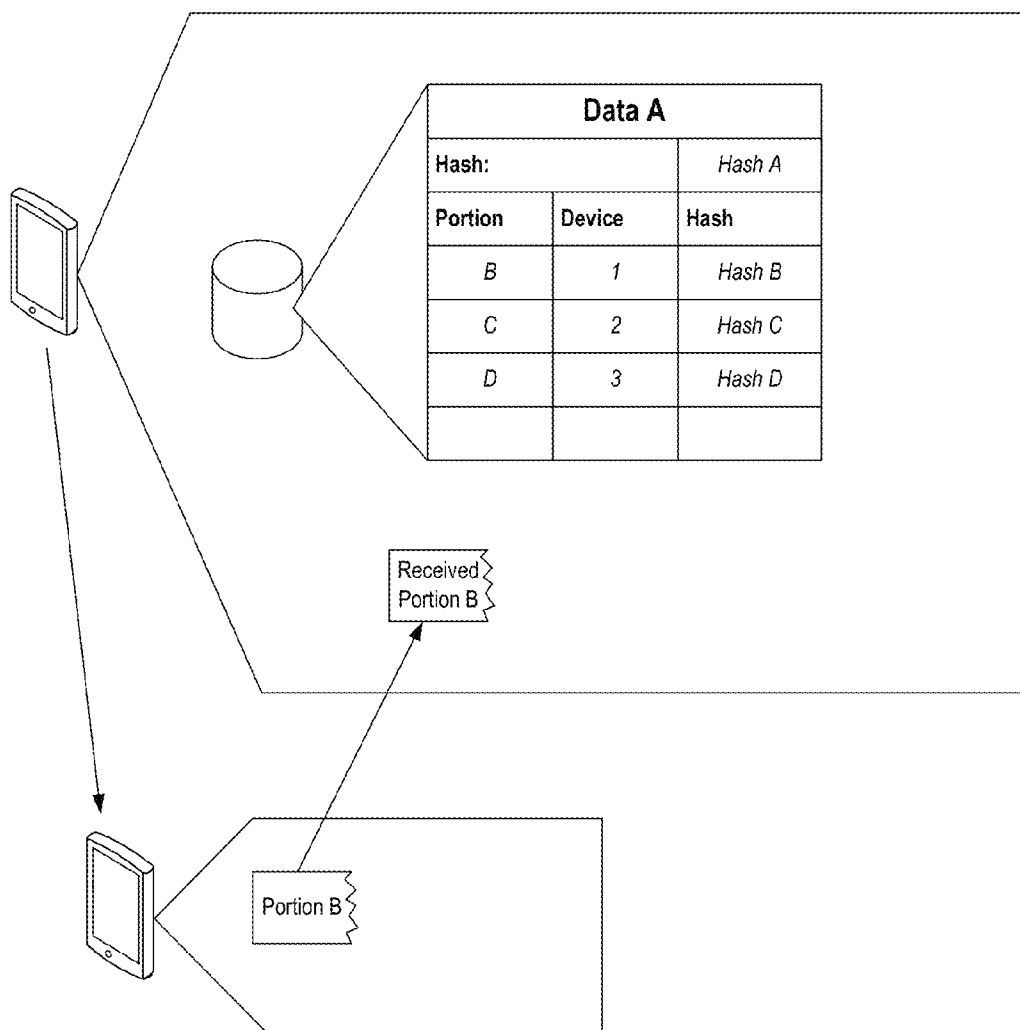 Data A
Hash: Hash A
Portion Device Hash
B 1 Hash B
C 2 Hash C
D 3 Hash D
Received
Portion B
Portion B